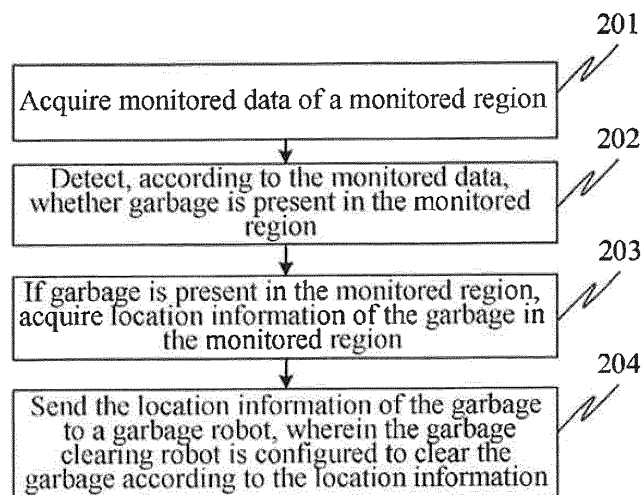 201
Acquire monitored data of a monitored region
202
Detect, according to the monitored data,
whether garbage is present in the monitored
region
203
If garbage is present in the monitored region,
acquire location information of the garbage in
the monitored region
204
Send the location information of the garbage
to a garbage robot, wherein the garbage
clearing robot is configured to clear the
garbage according to the location information